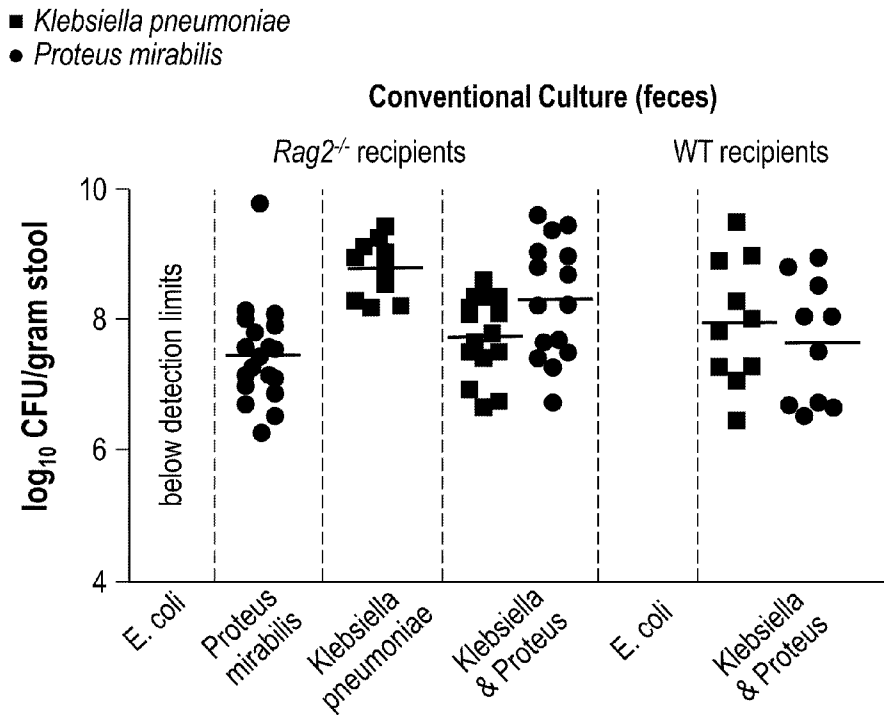 Klebsiella pneumoniae
Proteus mirabilis
Conventional Culture (feces)
Rag2-/- recipients
WT recipients
log10 CFU/gram stool
10
8
6
4
below detection limits
E. coli
Proteus
mirabilis
Klebsiella
pneumoniae
Klebsiella
& Proteus
E. coli
Klebsiella
& Proteus